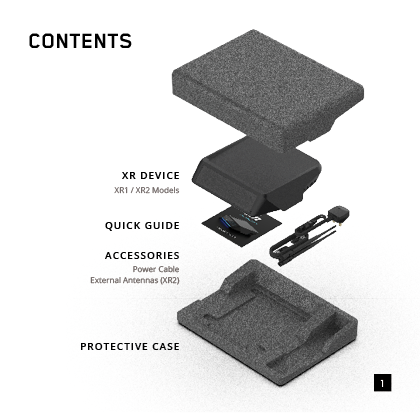 CONTENTS
XR DEVICE
XR1 / XR2 Models
QUICK GUIDE
ACCESSORIES
Power Cable
External Antennas (XR2)
PROTECTIVE CASE
1